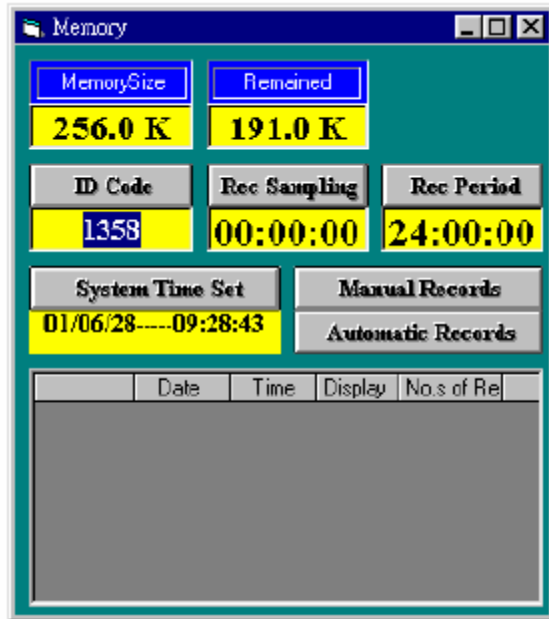 Memory
MemorySize Remained
256.0 K 191.0 K
ID Code Rec Sampling Rec Period
1358 00:00:00 24:00:00
System Time Set Manual Records
01/06/28-----09:28:43 Automatic Records
Date Time Display No.s of Re